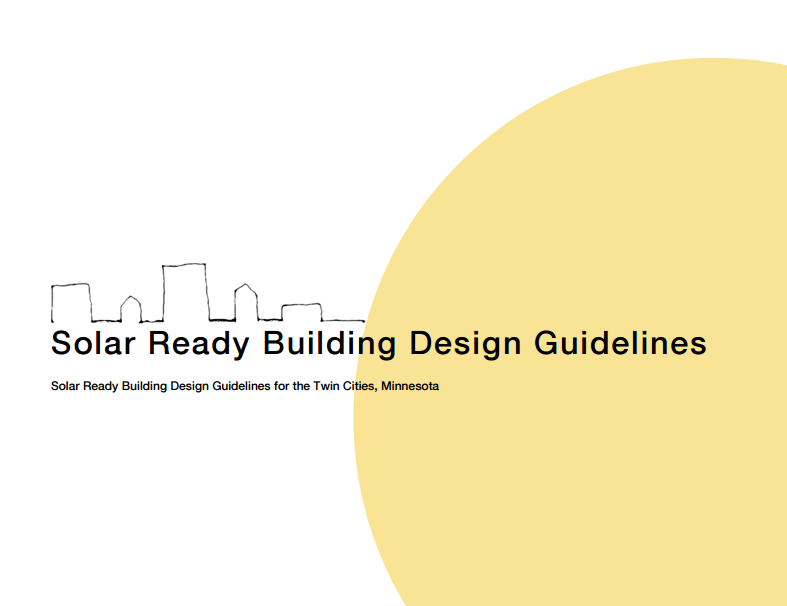 Solar Ready Building Design Guidelines
Solar Ready Building Design Guidelines for the Twin Cities, Minnesota